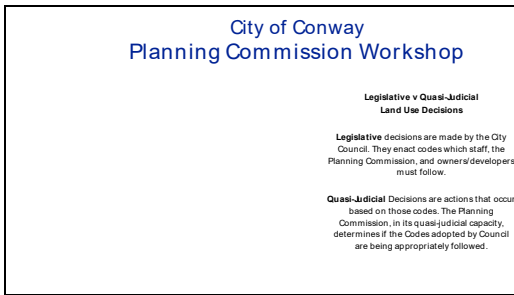 City of Conway
Planning Commission Workshop
Legislative v Quasi-Judicial
Land Use Decisions
Legislative decisions are made by the City
Council. They enact codes which staff, the
Planning Commission, and owners/developers
must follow.
Quasi-Judicial Decisions are actions that occur
based on those codes. The Planning
Commission, in its quasi-judicial capacity,
determines if the Codes adopted by Council
are being appropriately followed.